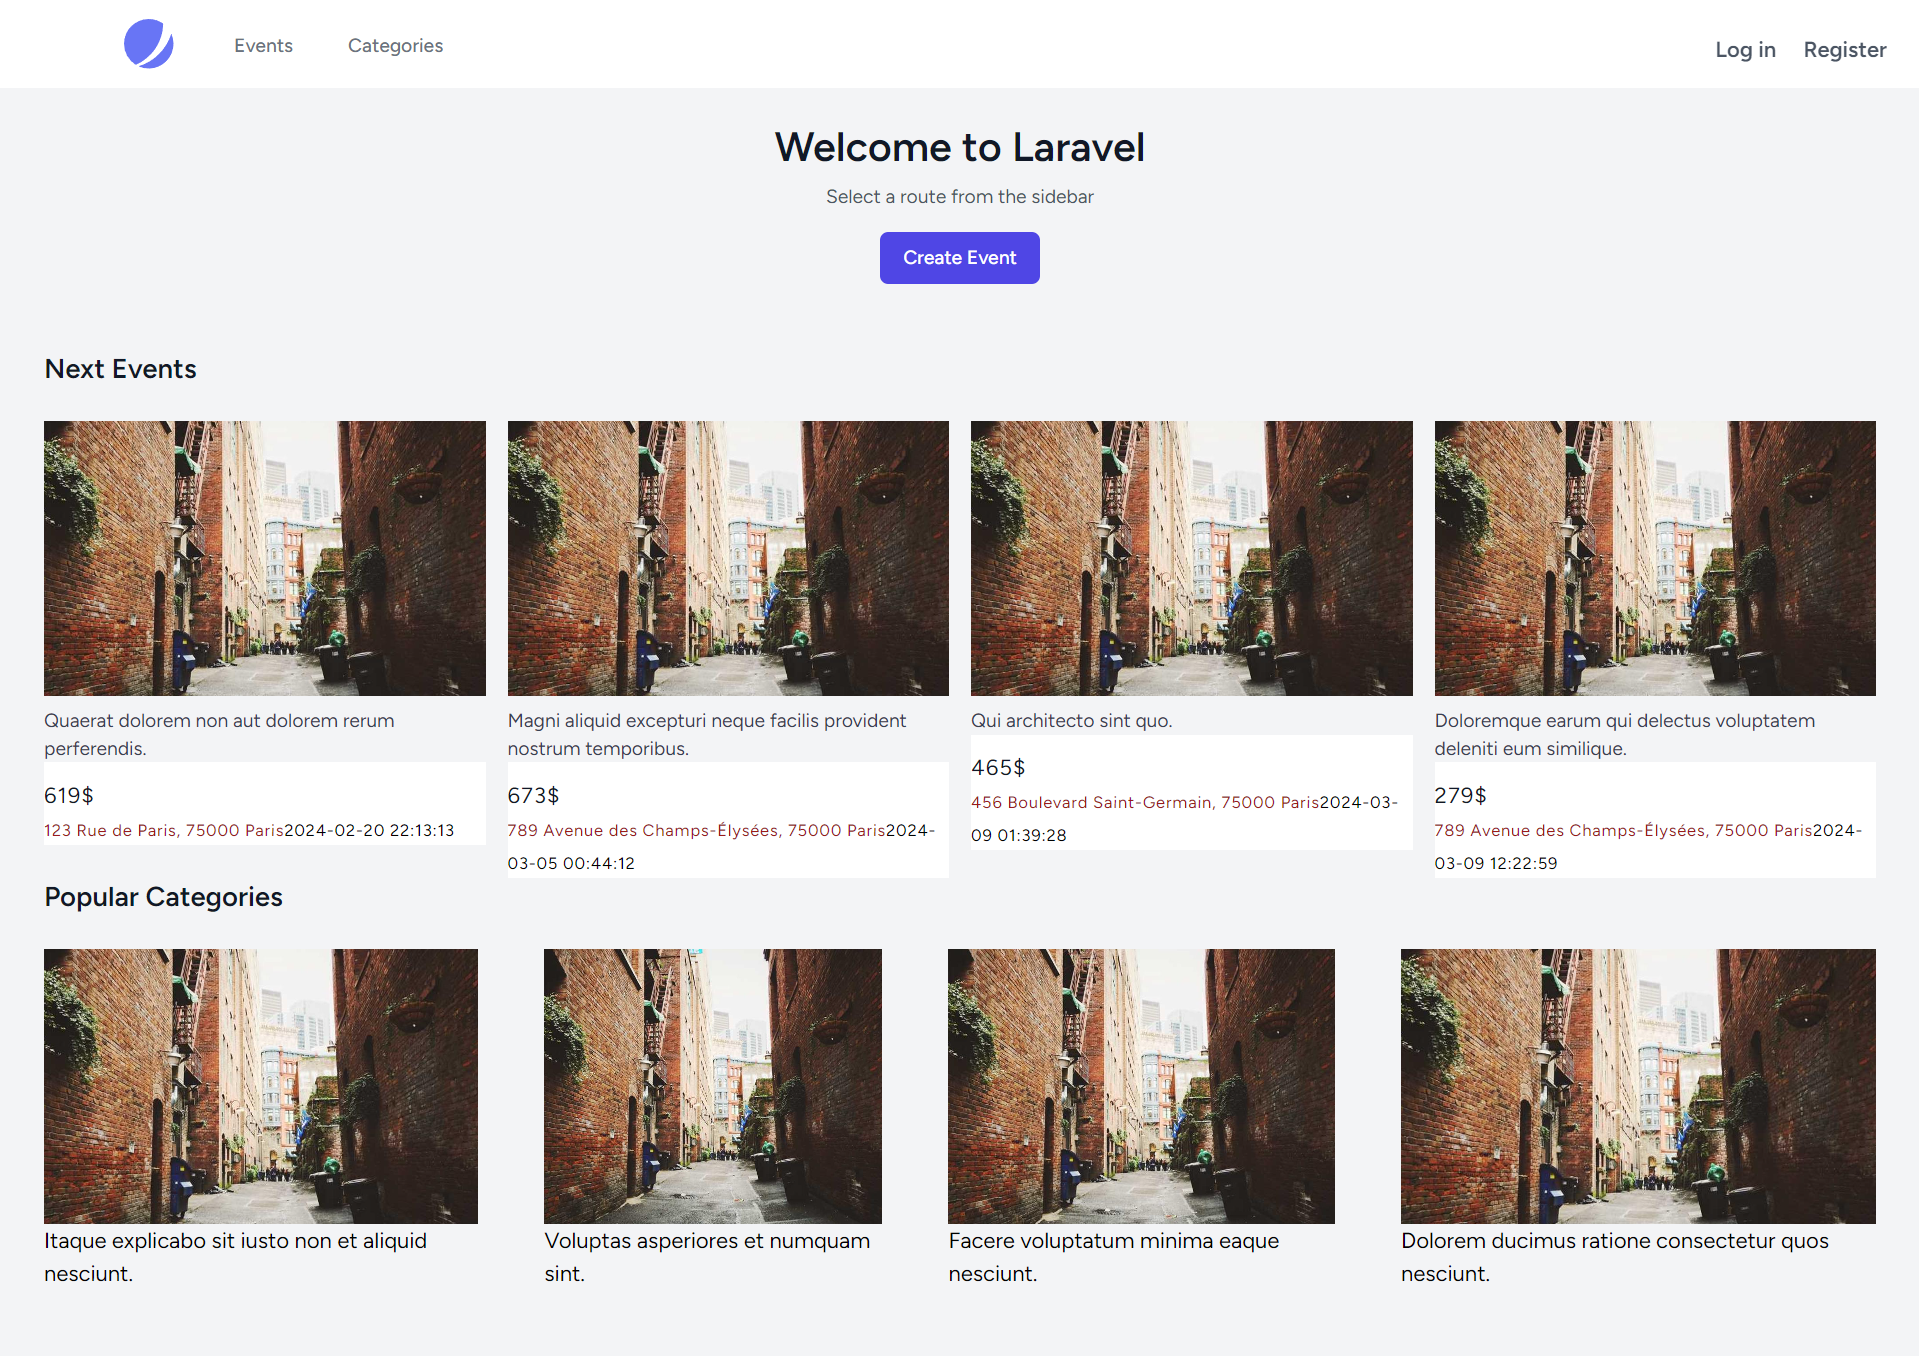 Events
Categories
Log in
Register
Welcome to Laravel
Select a route from the sidebar
Create Event
Next Events
Quaerat dolorem non aut dolorem rerum
perferendis.
619$
123 Rue de Paris, 75000 Paris2024-02-20 22:13:13
Magni aliquid excepturi neque facilis provident
nostrum temporibus.
673$
789 Avenue des Champs-Élysées, 75000 Paris2024-
03-05 00:44:12
Qui architecto sint quo.
465$
456 Boulevard Saint-Germain, 75000 Paris2024-03-
09 01:39:28
Doloremque earum qui delectus voluptatem
deleniti eum similique.
279$
789 Avenue des Champs-Élysées, 75000 Paris2024-
03-09 12:22:59
Popular Categories
Itaque explicabo sit iusto non et aliquid
nesciunt.
Voluptas asperiores et numquam
sint.
Facere voluptatum minima eaque
nesciunt.
Dolorem ducimus ratione consectetur quos
nesciunt.